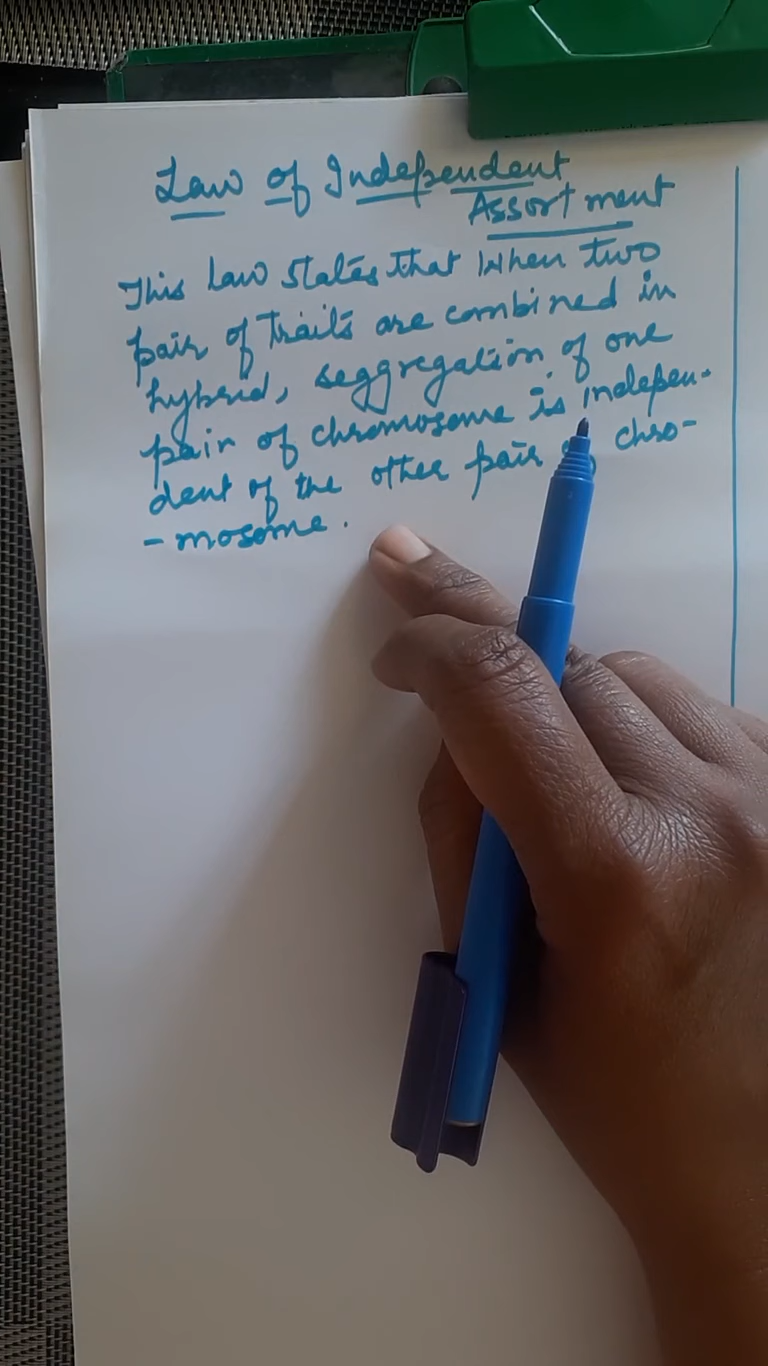 Law of Independent
Assortment
This law states that when two
pair of traits are combined in
hybrid, seggregation of one
pair of chromosome is indepen-
dent of the other pair chro-
-mosome.